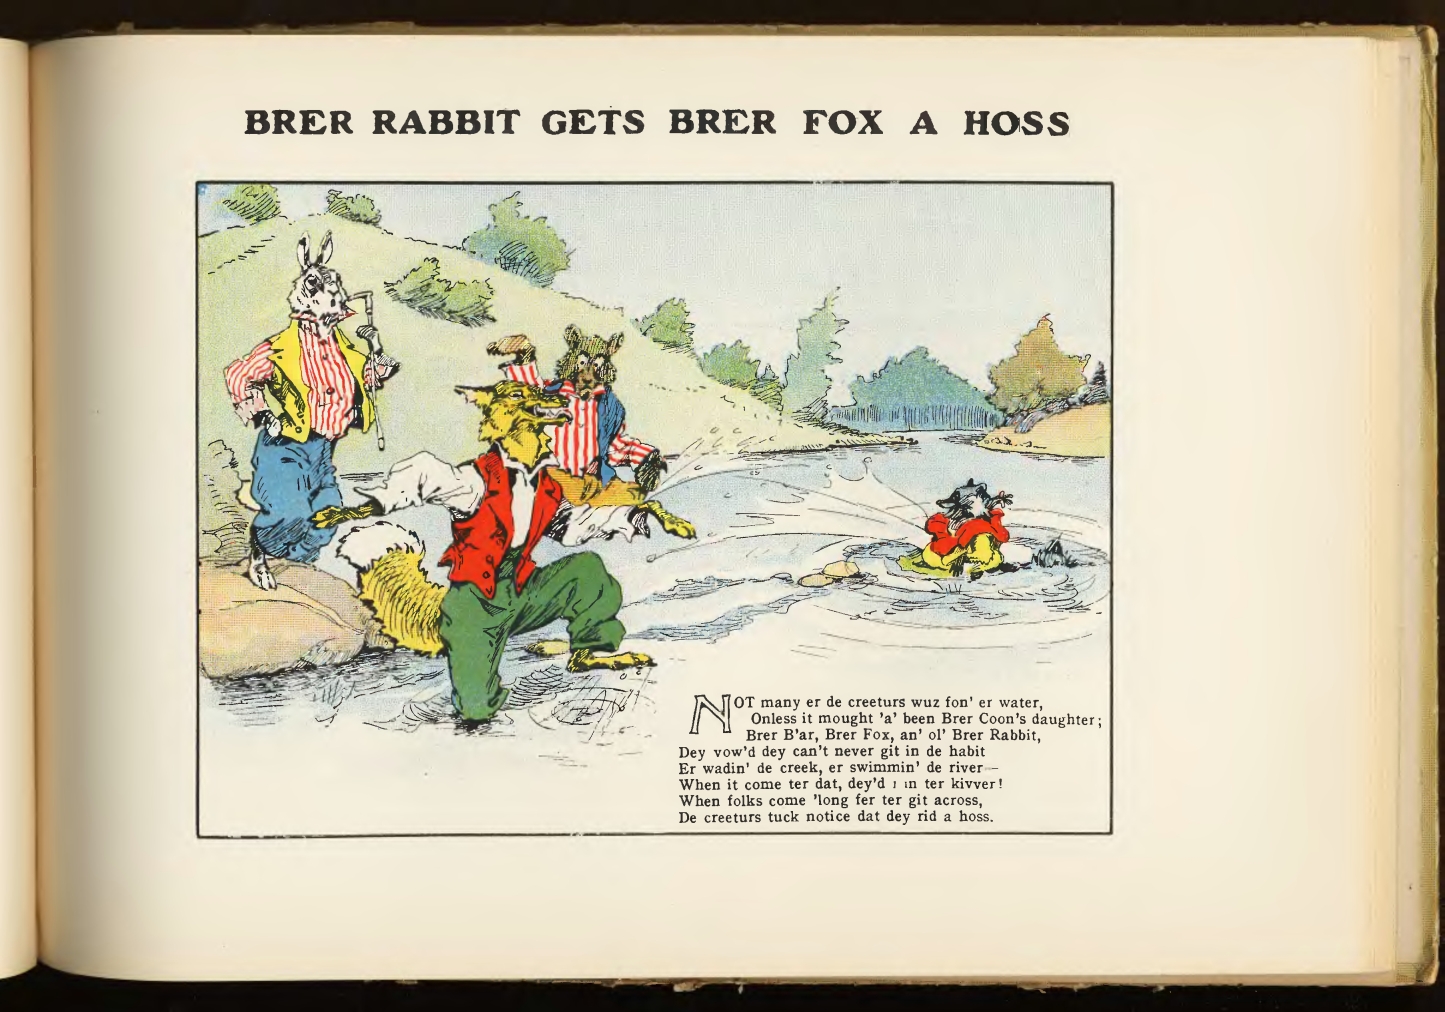 BRER RABBIT GETS BRER FOX A HOSS
NOT many er de creeturs wuz fon' er water,
Onless it mought 'a' been Brer Coon's daughter;
Brer B'ar, Brer Fox, an' ol' Brer Rabbit,
Dey vow'd dey can't never git in de habit
Er wadin' de creek, er swimmin' de river—
When it come ter dat, dey'd ter kivver!
When folks come 'long fer ter git across,
De creeturs tuck notice dat dey rid a hoss.